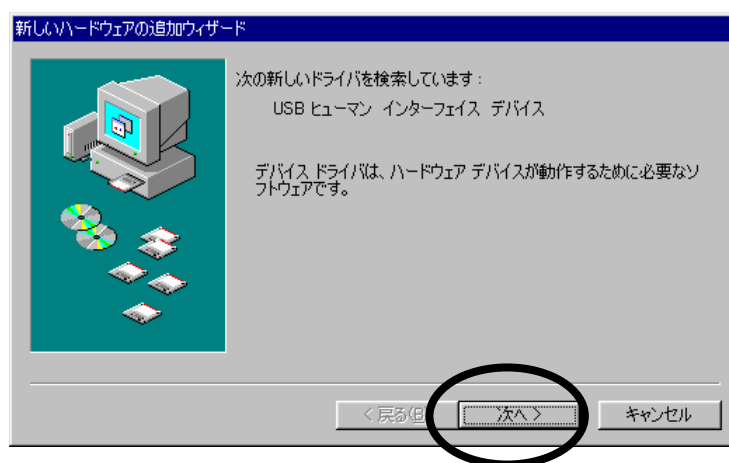 新しいハードウェアの追加ウィザード
次の新しいドライバを検索しています：
USB ヒューマン インターフェイス デバイス
デバイス ドライバは、ハードウェア デバイスが動作するために必要なソ
フトウェアです。
< 戻る(B
次へ >
キャンセル